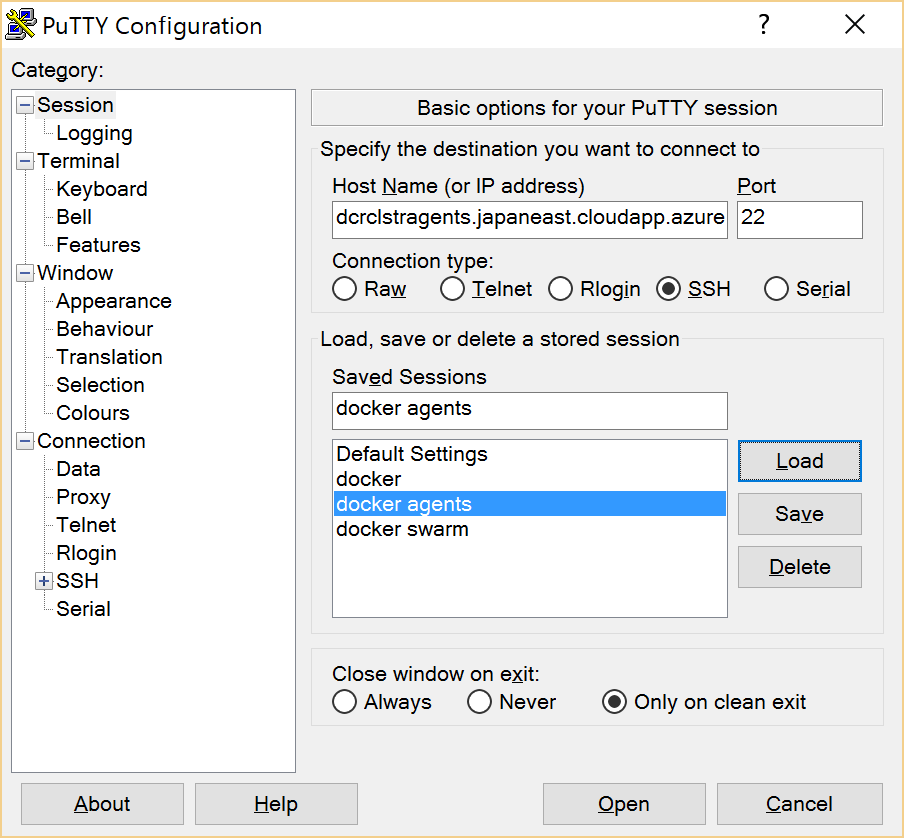 PuTTY Configuration
Category:
Session
Logging
Terminal
Keyboard
Bell
Features
Window
Appearance
Behaviour
Translation
Selection
Colours
Connection
Data
Proxy
Telnet
Rlogin
SSH
Serial
Basic options for your PuTTY session
Specify the destination you want to connect to
Host Name (or IP address) Port
dcrclstragents.japaneast.cloudapp.azure 22
Connection type:
Raw Telnet Rlogin SSH Serial
Load, save or delete a stored session
Saved Sessions
docker agents
Default Settings
docker
docker agents
docker swarm
Load
Save
Delete
Close window on exit:
Always Never Only on clean exit
About Help Open Cancel